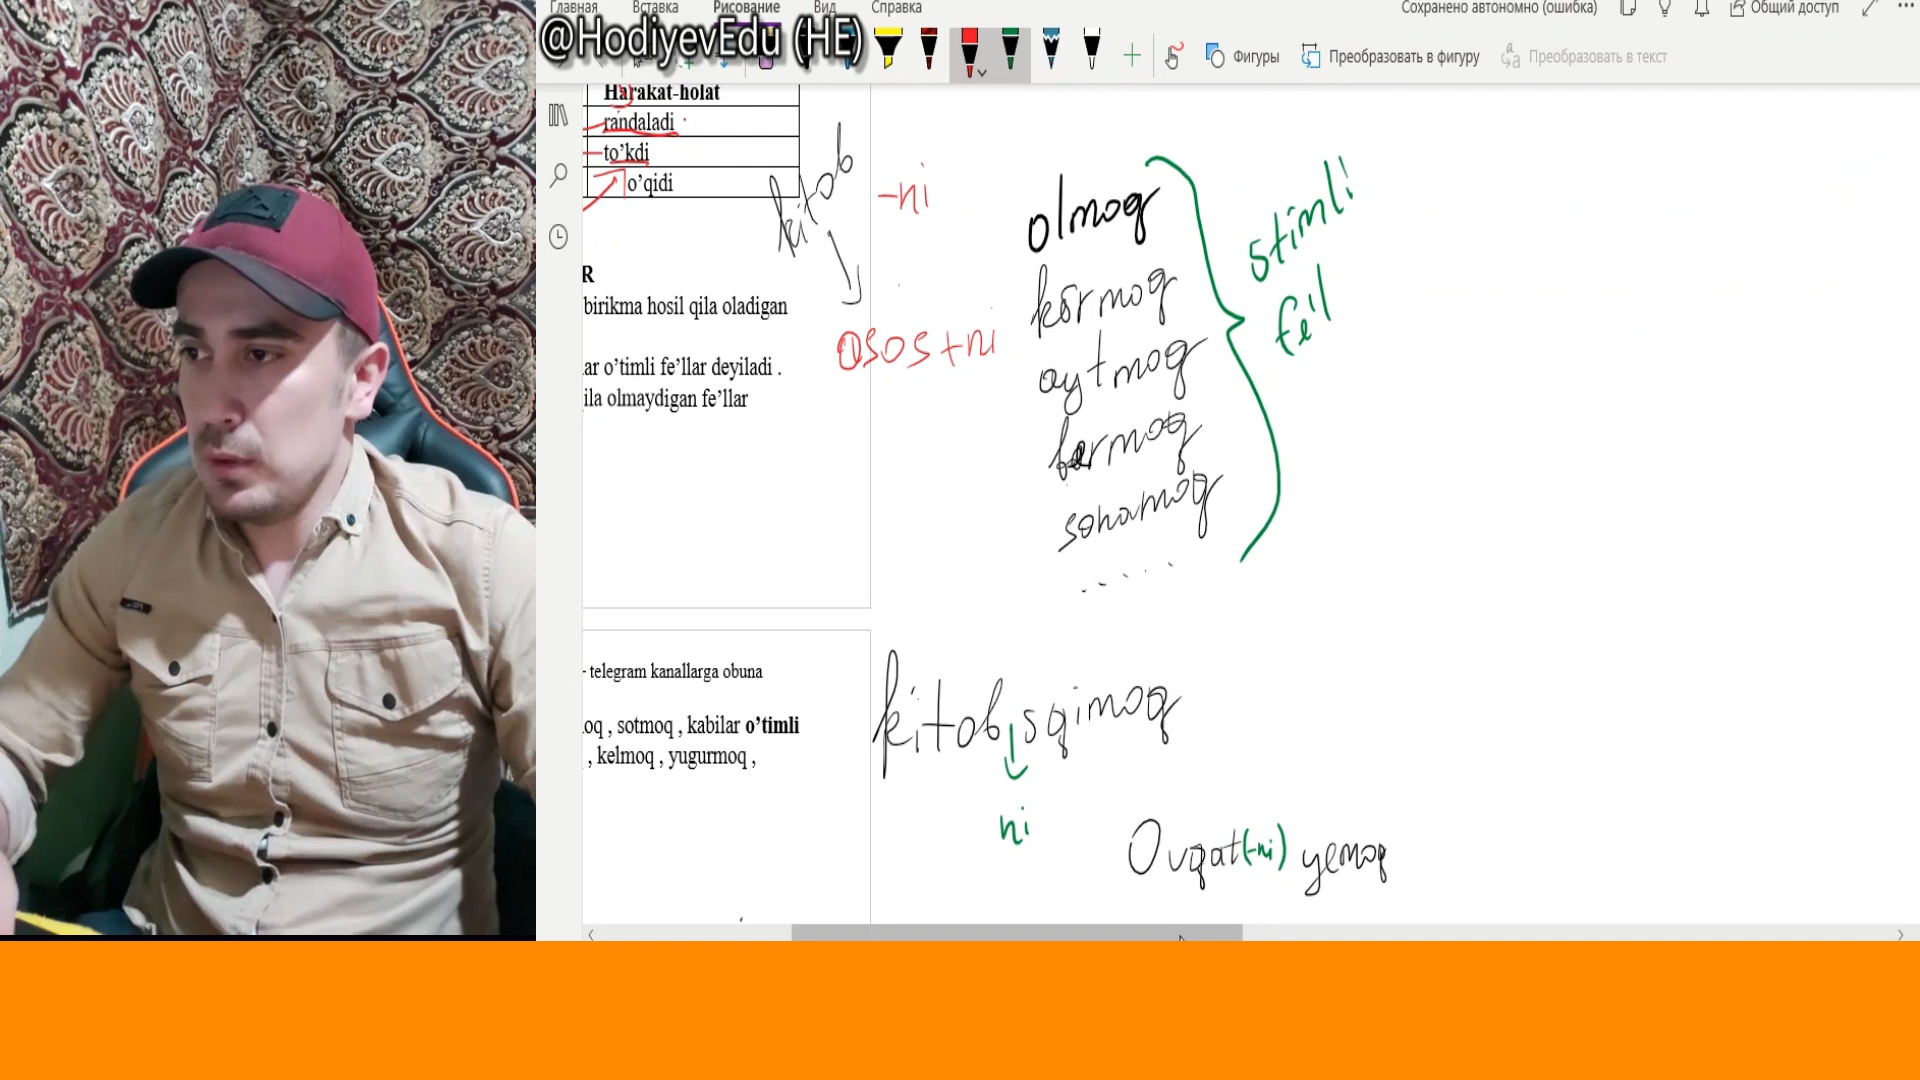 Главная Вставка Рисование Вид Справка Сохранено автономно (ошибка) Общий доступ
@HodiyevEdu (HE)
Фигуры Преобразовать в фигуру Преобразовать в текст
Harakat-holat
randaladi
to’kdi
o’qidi
kitob
-ni
R
birikma hosil qila oladigan
ar o’timli fe’llar deyiladi .
ila olmaydigan fe’llar
asos+ni
olmoq
ko̅rmoq
aytmoq
bermoq
sanamoq
.....
o̅timli
fe'l
- telegram kanallarga obuna
oq , sotmoq , kabilar o’timli
, kelmoq , yugurmoq ,
kitob o̅qimoq
ni
Ovqat(-ni) yemoq